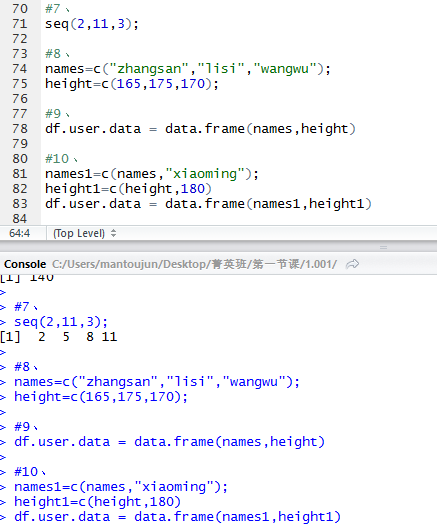 70 #7、
71 seq(2,11,3);
72
73 #8、
74 names=c("zhangsan","lisi","wangwu");
75 height=c(165,175,170);
76
77 #9、
78 df.user.data = data.frame(names,height)
79
80 #10、
81 names1=c(names,"xiaoming");
82 height1=c(height,180)
83 df.user.data = data.frame(names1,height1)
84
64:4 (Top Level)
Console C:/Users/mantoujun/Desktop/菁英班/第一节课/1.001/
[1] 140
>
> #7、
> seq(2,11,3);
[1]  2  5  8 11
>
> #8、
> names=c("zhangsan","lisi","wangwu");
> height=c(165,175,170);
>
> #9、
> df.user.data = data.frame(names,height)
>
> #10、
> names1=c(names,"xiaoming");
> height1=c(height,180)
> df.user.data = data.frame(names1,height1)